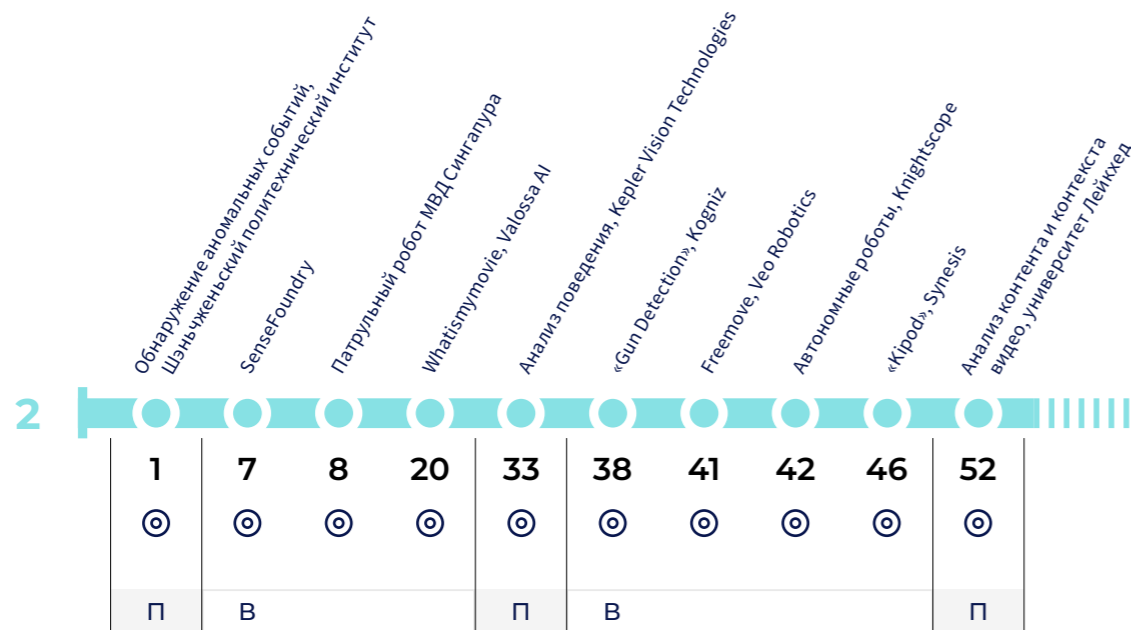 Обнаружение аномальных событий,
Шэньчженьский политехнический институт
SenseFoundry
Патрульный робот МВД Сингапура
Whatismymovie, Valossa AI
Анализ поведения, Kepler Vision Technologies
«Gun Detection», Kogniz
Freemove, Veo Robotics
Автономные роботы, Knightscope
«Kipod», Synesis
Анализ контента и контекста
видео, университет Лейкхед
2
1 7 8 20 33 38 41 42 46 52
П В П В П